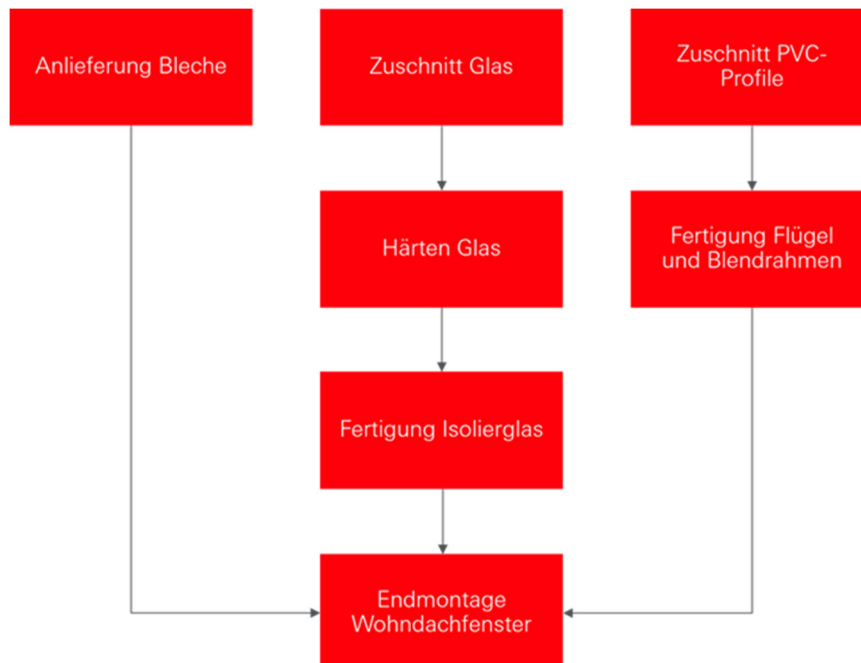 Anlieferung Bleche
Zuschnitt Glas
Zuschnitt PVC-
Profile
Härten Glas
Fertigung Flügel
und Blendrahmen
Fertigung Isolierglas
Endmontage
Wohndachfenster